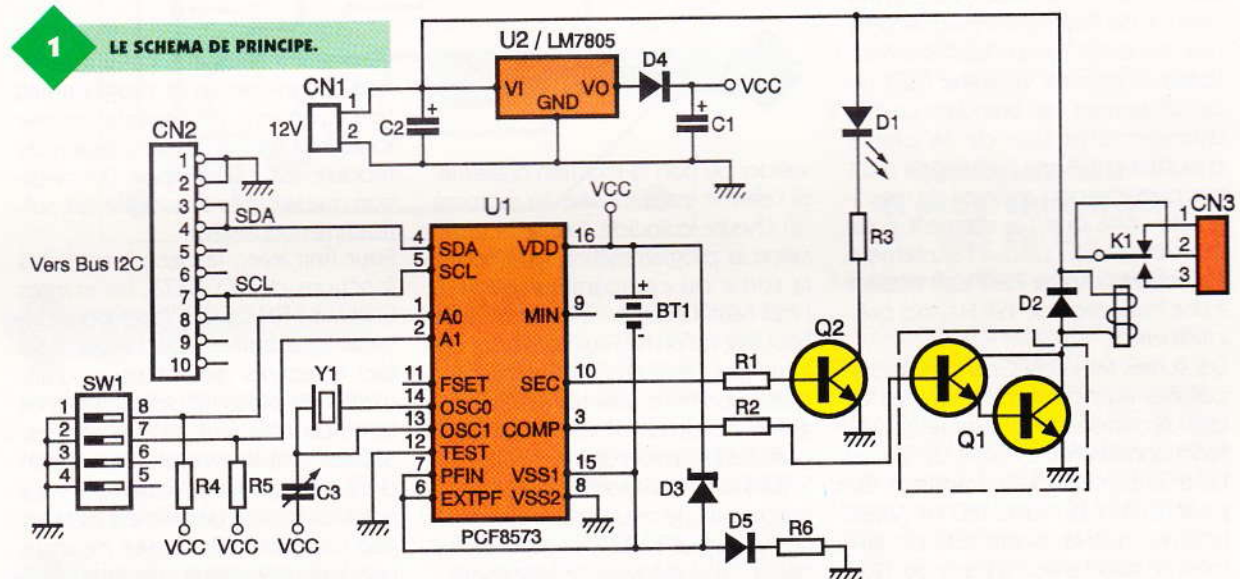 1
LE SCHEMA DE PRINCIPE.
U2 / LM7805
VI
VO
GND
D4
VCC
CN1
1
2
12V
C2
+
C1
+
CN2
1
2
3
4
5
6
7
8
9
10
SDA
SCL
Vers Bus I2C
SW1
1
2
3
4
8
7
6
5
R4
R5
VCC
VCC
VCC
Y1
C3
U1
4
5
1
2
11
14
13
12
7
6
SDA
SCL
A0
A1
FSET
OSC0
OSC1
TEST
PFIN
EXTPF
VDD
MIN
SEC
COMP
VSS1
VSS2
16
9
10
3
15
8
PCF8573
VCC
+
BT1
R1
R2
D3
D5
R6
D1
R3
Q2
Q1
D2
K1
CN3
1
2
3